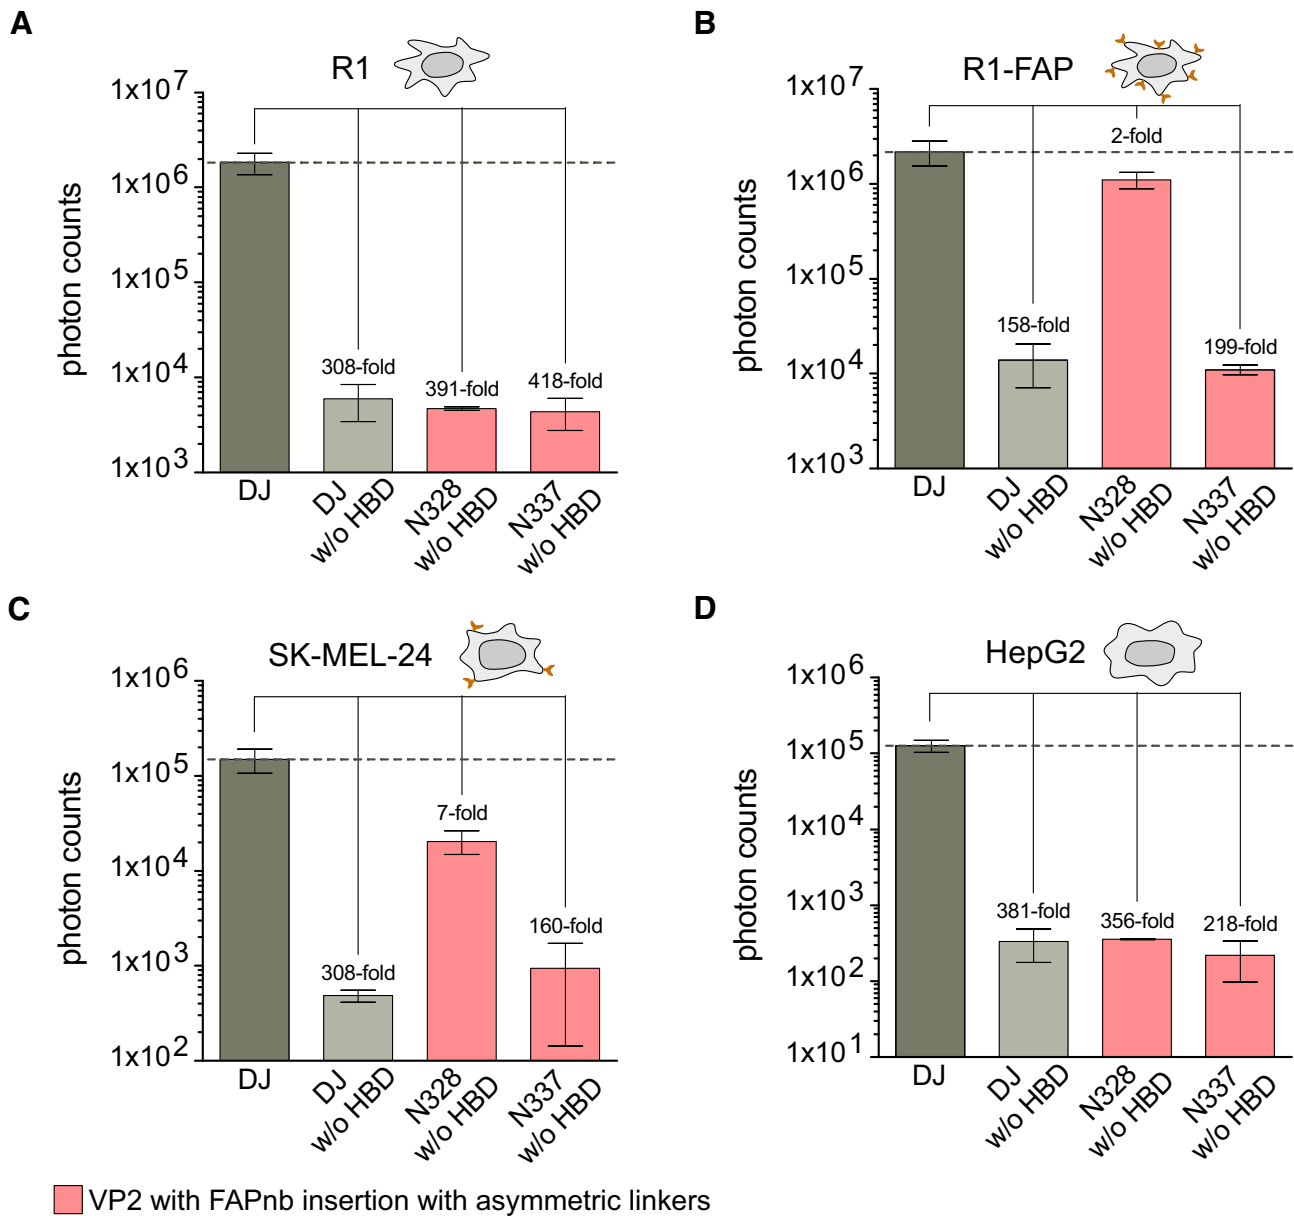 A
R1
photon counts
1x10^7
1x10^6
1x10^5
1x10^4
1x10^3
308-fold
391-fold
418-fold
DJ
DJ
w/o HBD
N328
w/o HBD
N337
w/o HBD
B
R1-FAP
photon counts
1x10^7
1x10^6
1x10^5
1x10^4
1x10^3
2-fold
158-fold
199-fold
DJ
DJ
w/o HBD
N328
w/o HBD
N337
w/o HBD
C
SK-MEL-24
photon counts
1x10^6
1x10^5
1x10^4
1x10^3
1x10^2
7-fold
160-fold
308-fold
DJ
DJ
w/o HBD
N328
w/o HBD
N337
w/o HBD
D
HepG2
photon counts
1x10^6
1x10^5
1x10^4
1x10^3
1x10^2
1x10^1
381-fold
356-fold
218-fold
DJ
DJ
w/o HBD
N328
w/o HBD
N337
w/o HBD
VP2 with FAPnb insertion with asymmetric linkers